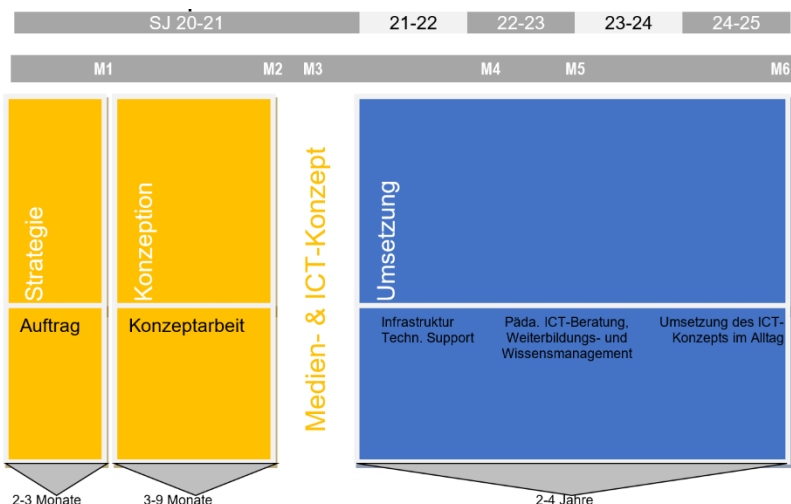 SJ 20-21 21-22 22-23 23-24 24-25
M1 M2 M3 M4 M5 M6
Strategie
Konzeption
Medien- & ICT-Konzept
Umsetzung
Auftrag
Konzeptarbeit
Infrastruktur
Techn. Support
Päda. ICT-Beratung,
Weiterbildungs- und
Wissensmanagement
Umsetzung des ICT-
Konzepts im Alltag
2-3 Monate
3-9 Monate
2-4 Jahre